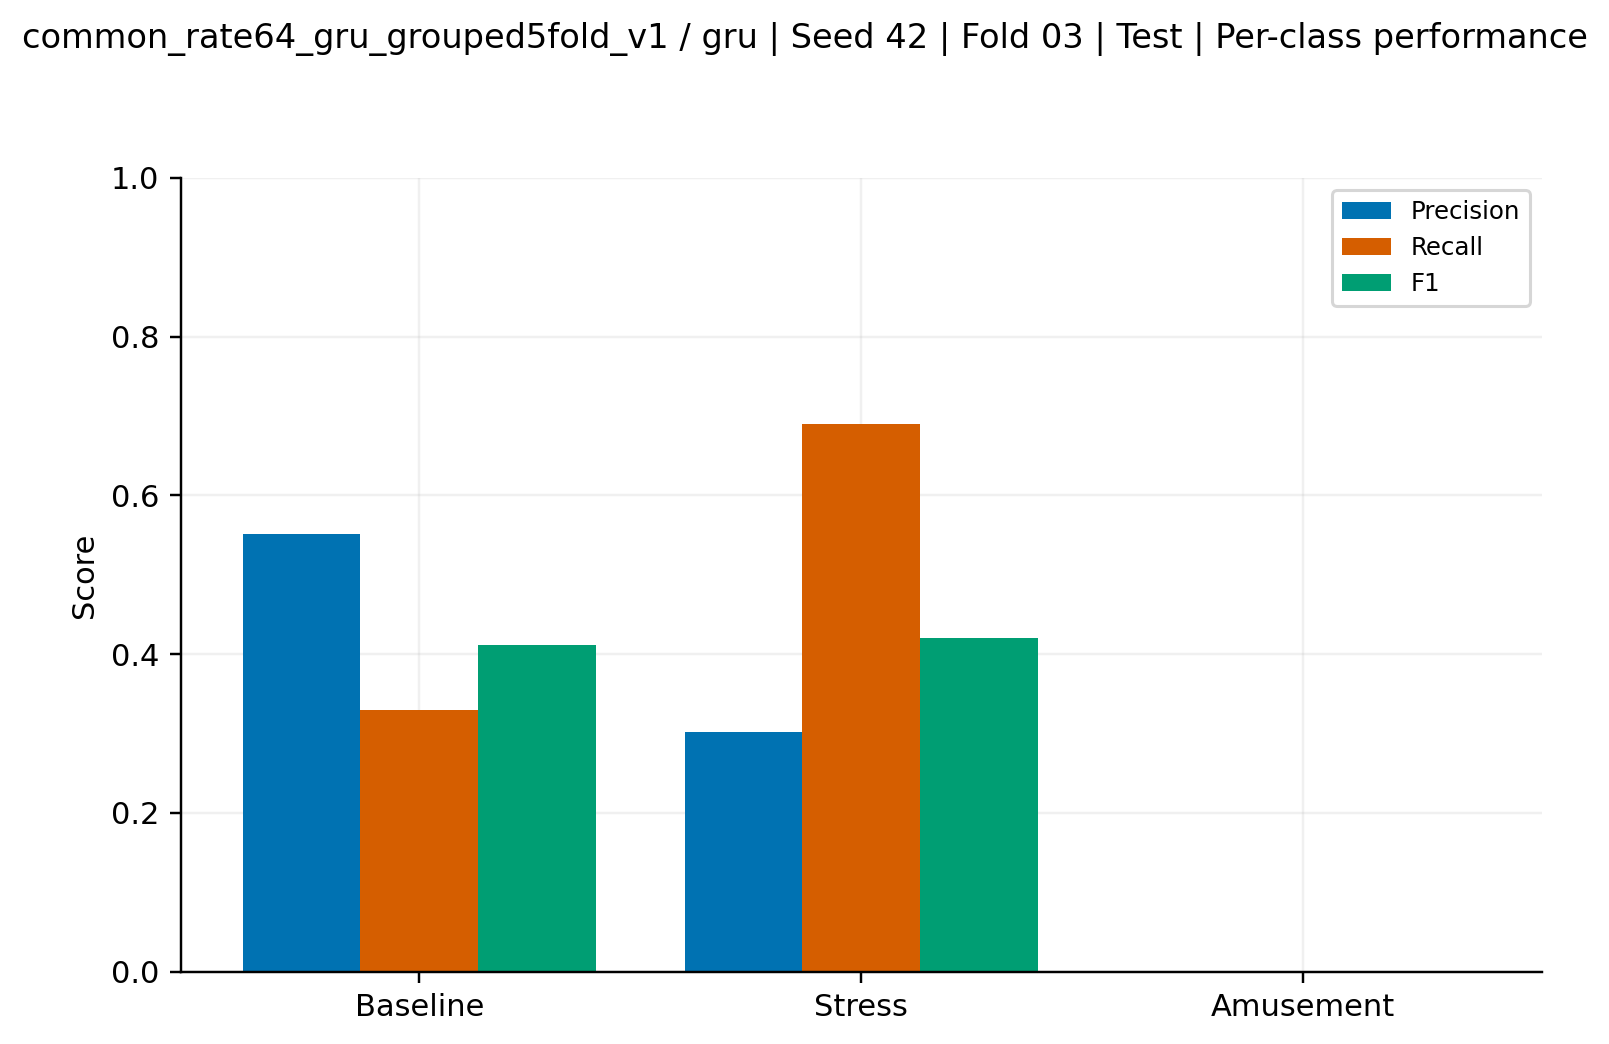 common_rate64_gru_grouped5fold_v1 / gru | Seed 42 | Fold 03 | Test | Per-class performance
1.0
0.8
0.6
0.4
0.2
0.0
Score
Precision
Recall
F1
Baseline
Stress
Amusement